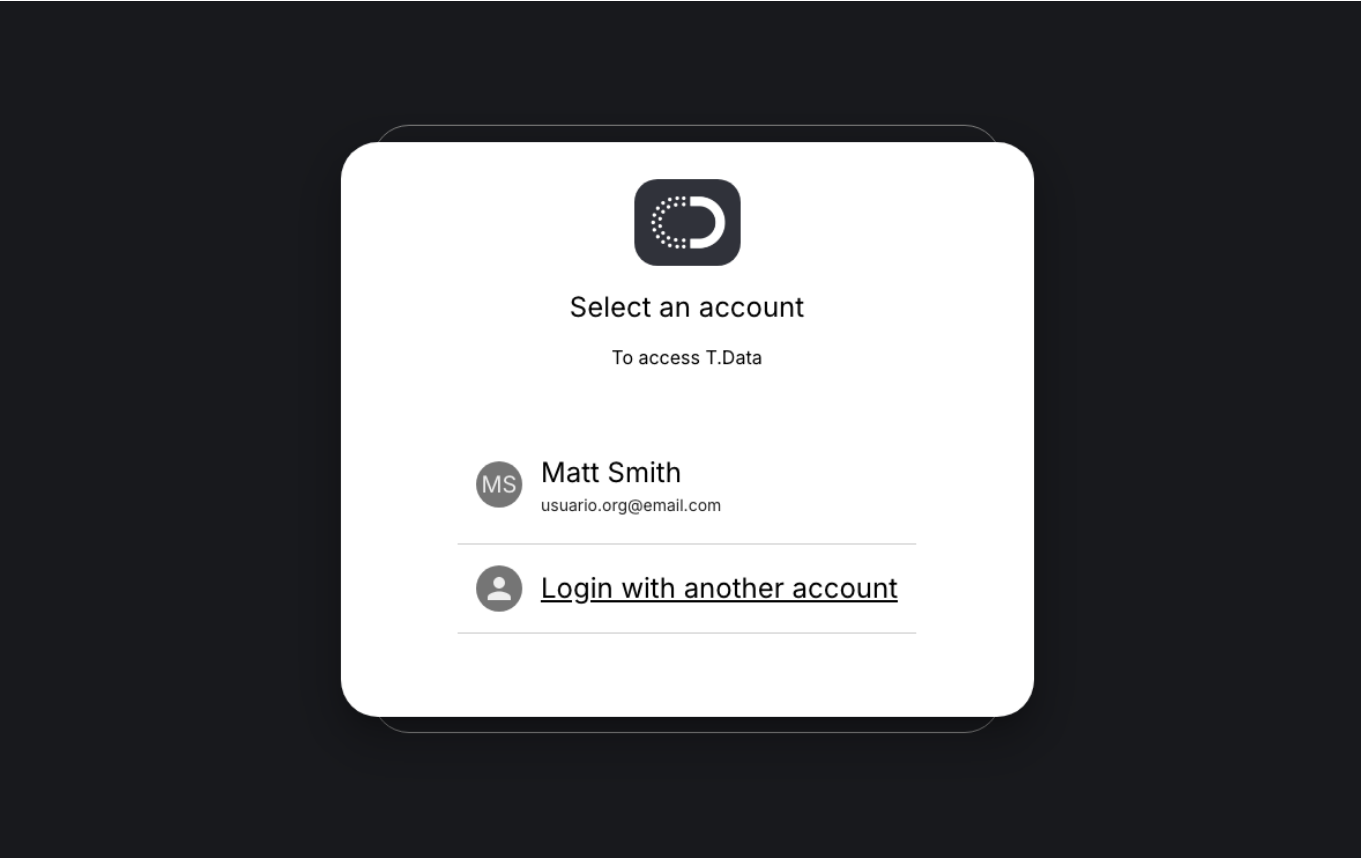 Select an account
To access T.Data
MS
Matt Smith
usuario.org@email.com
Login with another account